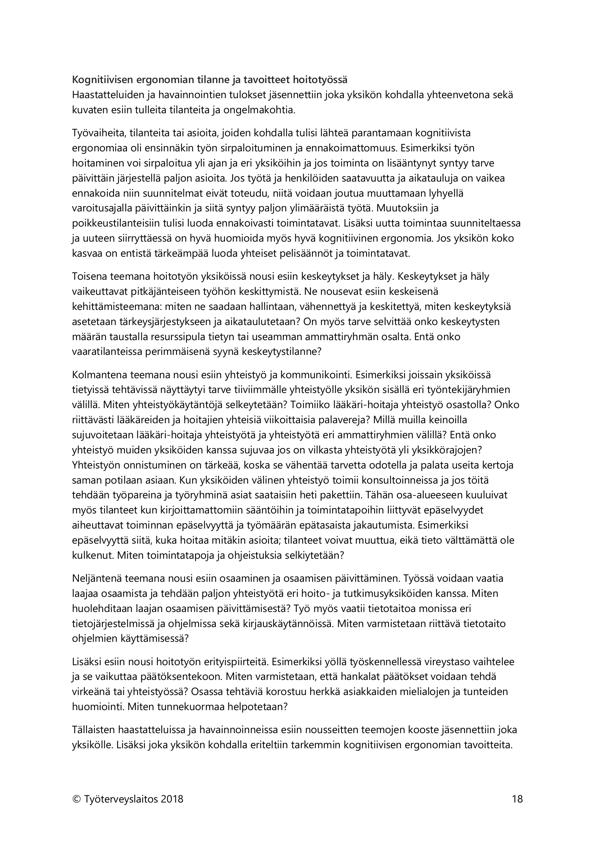 Kognitiivisen ergonomian tilanne ja tavoitteet hoitotyössä
Haastatteluiden ja havainnointien tulokset jäsennettiin joka yksikön kohdalla yhteenvetona sekä
kuvaten esiin tulleita tilanteita ja ongelmakohtia.
Työvaiheita, tilanteita tai asioita, joiden kohdalla tulisi lähteä parantamaan kognitiivista
ergonomiaa oli ensinnäkin työn sirpaloituminen ja ennakoimattomuus. Esimerkiksi työn
hoitaminen voi sirpaloitua yli ajan ja eri yksiköihin ja jos toiminta on lisääntynyt syntyy tarve
päivittäin järjestellä paljon asioita. Jos työtä ja henkilöiden saatavuutta ja aikatauluja on vaikea
ennakoida niin suunnitelmat eivät toteudu, niitä voidaan joutua muuttamaan lyhyellä
varoitusajalla päivittäinkin ja siitä syntyy paljon ylimääräistä työtä. Muutoksiin ja
poikkeustilanteisiin tulisi luoda ennakoivasti toimintatavat. Lisäksi uutta toimintaa suunniteltaessa
ja uuteen siirryttäessä on hyvä huomioida myös hyvä kognitiivinen ergonomia. Jos yksikön koko
kasvaa on entistä tärkeämpää luoda yhteiset pelisäännöt ja toimintatavat.
Toisena teemana hoitotyön yksiköissä nousi esiin keskeytykset ja häly. Keskeytykset ja häly
vaikeuttavat pitkäjänteiseen työhön keskittymistä. Ne nousevat esiin keskeisenä
kehittämisteemana: miten ne saadaan hallintaan, vähennettyä ja keskitettyä, miten keskeytyksiä
asetetaan tärkeysjärjestykseen ja aikataulutetaan? On myös tarve selvittää onko keskeytysten
määrän taustalla resurssipula tietyn tai useamman ammattiryhmän osalta. Entä onko
vaaratilanteissa perimmäisenä syynä keskeytystilanne?
Kolmantena teemana nousi esiin yhteistyö ja kommunikointi. Esimerkiksi joissain yksiköissä
tietyissä tehtävissä näyttäytyi tarve tiiviimmälle yhteistyölle yksikön sisällä eri työntekijäryhmien
välillä. Miten yhteistyökäytäntöjä selkeytetään? Toimiiko lääkäri-hoitaja yhteistyö osastolla? Onko
riittävästi lääkäreiden ja hoitajien yhteisiä viikoittaisia palavereja? Millä muilla keinoilla
sujuvoitetaan lääkäri-hoitaja yhteistyötä ja yhteistyötä eri ammattiryhmien välillä? Entä onko
yhteistyö muiden yksiköiden kanssa sujuvaa jos on vilkasta yhteistyötä yli yksikkörajojen?
Yhteistyön onnistuminen on tärkeää, koska se vähentää tarvetta odotella ja palata useita kertoja
saman potilaan asiaan. Kun yksiköiden välinen yhteistyö toimii konsultoinneissa ja jos töitä
tehdään työpareina ja työryhminä asiat saataisiin heti pakettiin. Tähän osa-alueeseen kuuluivat
myös tilanteet kun kirjoittamattomiin sääntöihin ja toimintatapoihin liittyvät epäselvyydet
aiheuttavat toiminnan epäselvyyttä ja työmäärän epätasaista jakautumista. Esimerkiksi
epäselvyyttä siitä, kuka hoitaa mitäkin asioita; tilanteet voivat muuttua, eikä tieto välttämättä ole
kulkenut. Miten toimintatapoja ja ohjeistuksia selkiytetään?
Neljäntenä teemana nousi esiin osaaminen ja osaamisen päivittäminen. Työssä voidaan vaatia
laajaa osaamista ja tehdään paljon yhteistyötä eri hoito- ja tutkimusyksiköiden kanssa. Miten
huolehditaan laajan osaamisen päivittämisestä? Työ myös vaatii tietotaitoa monissa eri
tietojärjestelmissä ja ohjelmissa sekä kirjauskäytännöissä. Miten varmistetaan riittävä tietotaito
ohjelmien käyttämisessä?
Lisäksi esiin nousi hoitotyön erityispiirteitä. Esimerkiksi yöllä työskennellessä vireystaso vaihtelee
ja se vaikuttaa päätöksentekoon. Miten varmistetaan, että hankalat päätökset voidaan tehdä
virkeänä tai yhteistyössä? Osassa tehtäviä korostuu herkkä asiakkaiden mielialojen ja tunteiden
huomiointi. Miten tunnekuormaa helpotetaan?
Tällaisten haastatteluissa ja havainnoinneissa esiin nousseitten teemojen kooste jäsennettiin joka
yksikölle. Lisäksi joka yksikön kohdalla eriteltiin tarkemmin kognitiivisen ergonomian tavoitteita.
© Työterveyslaitos 2018
18